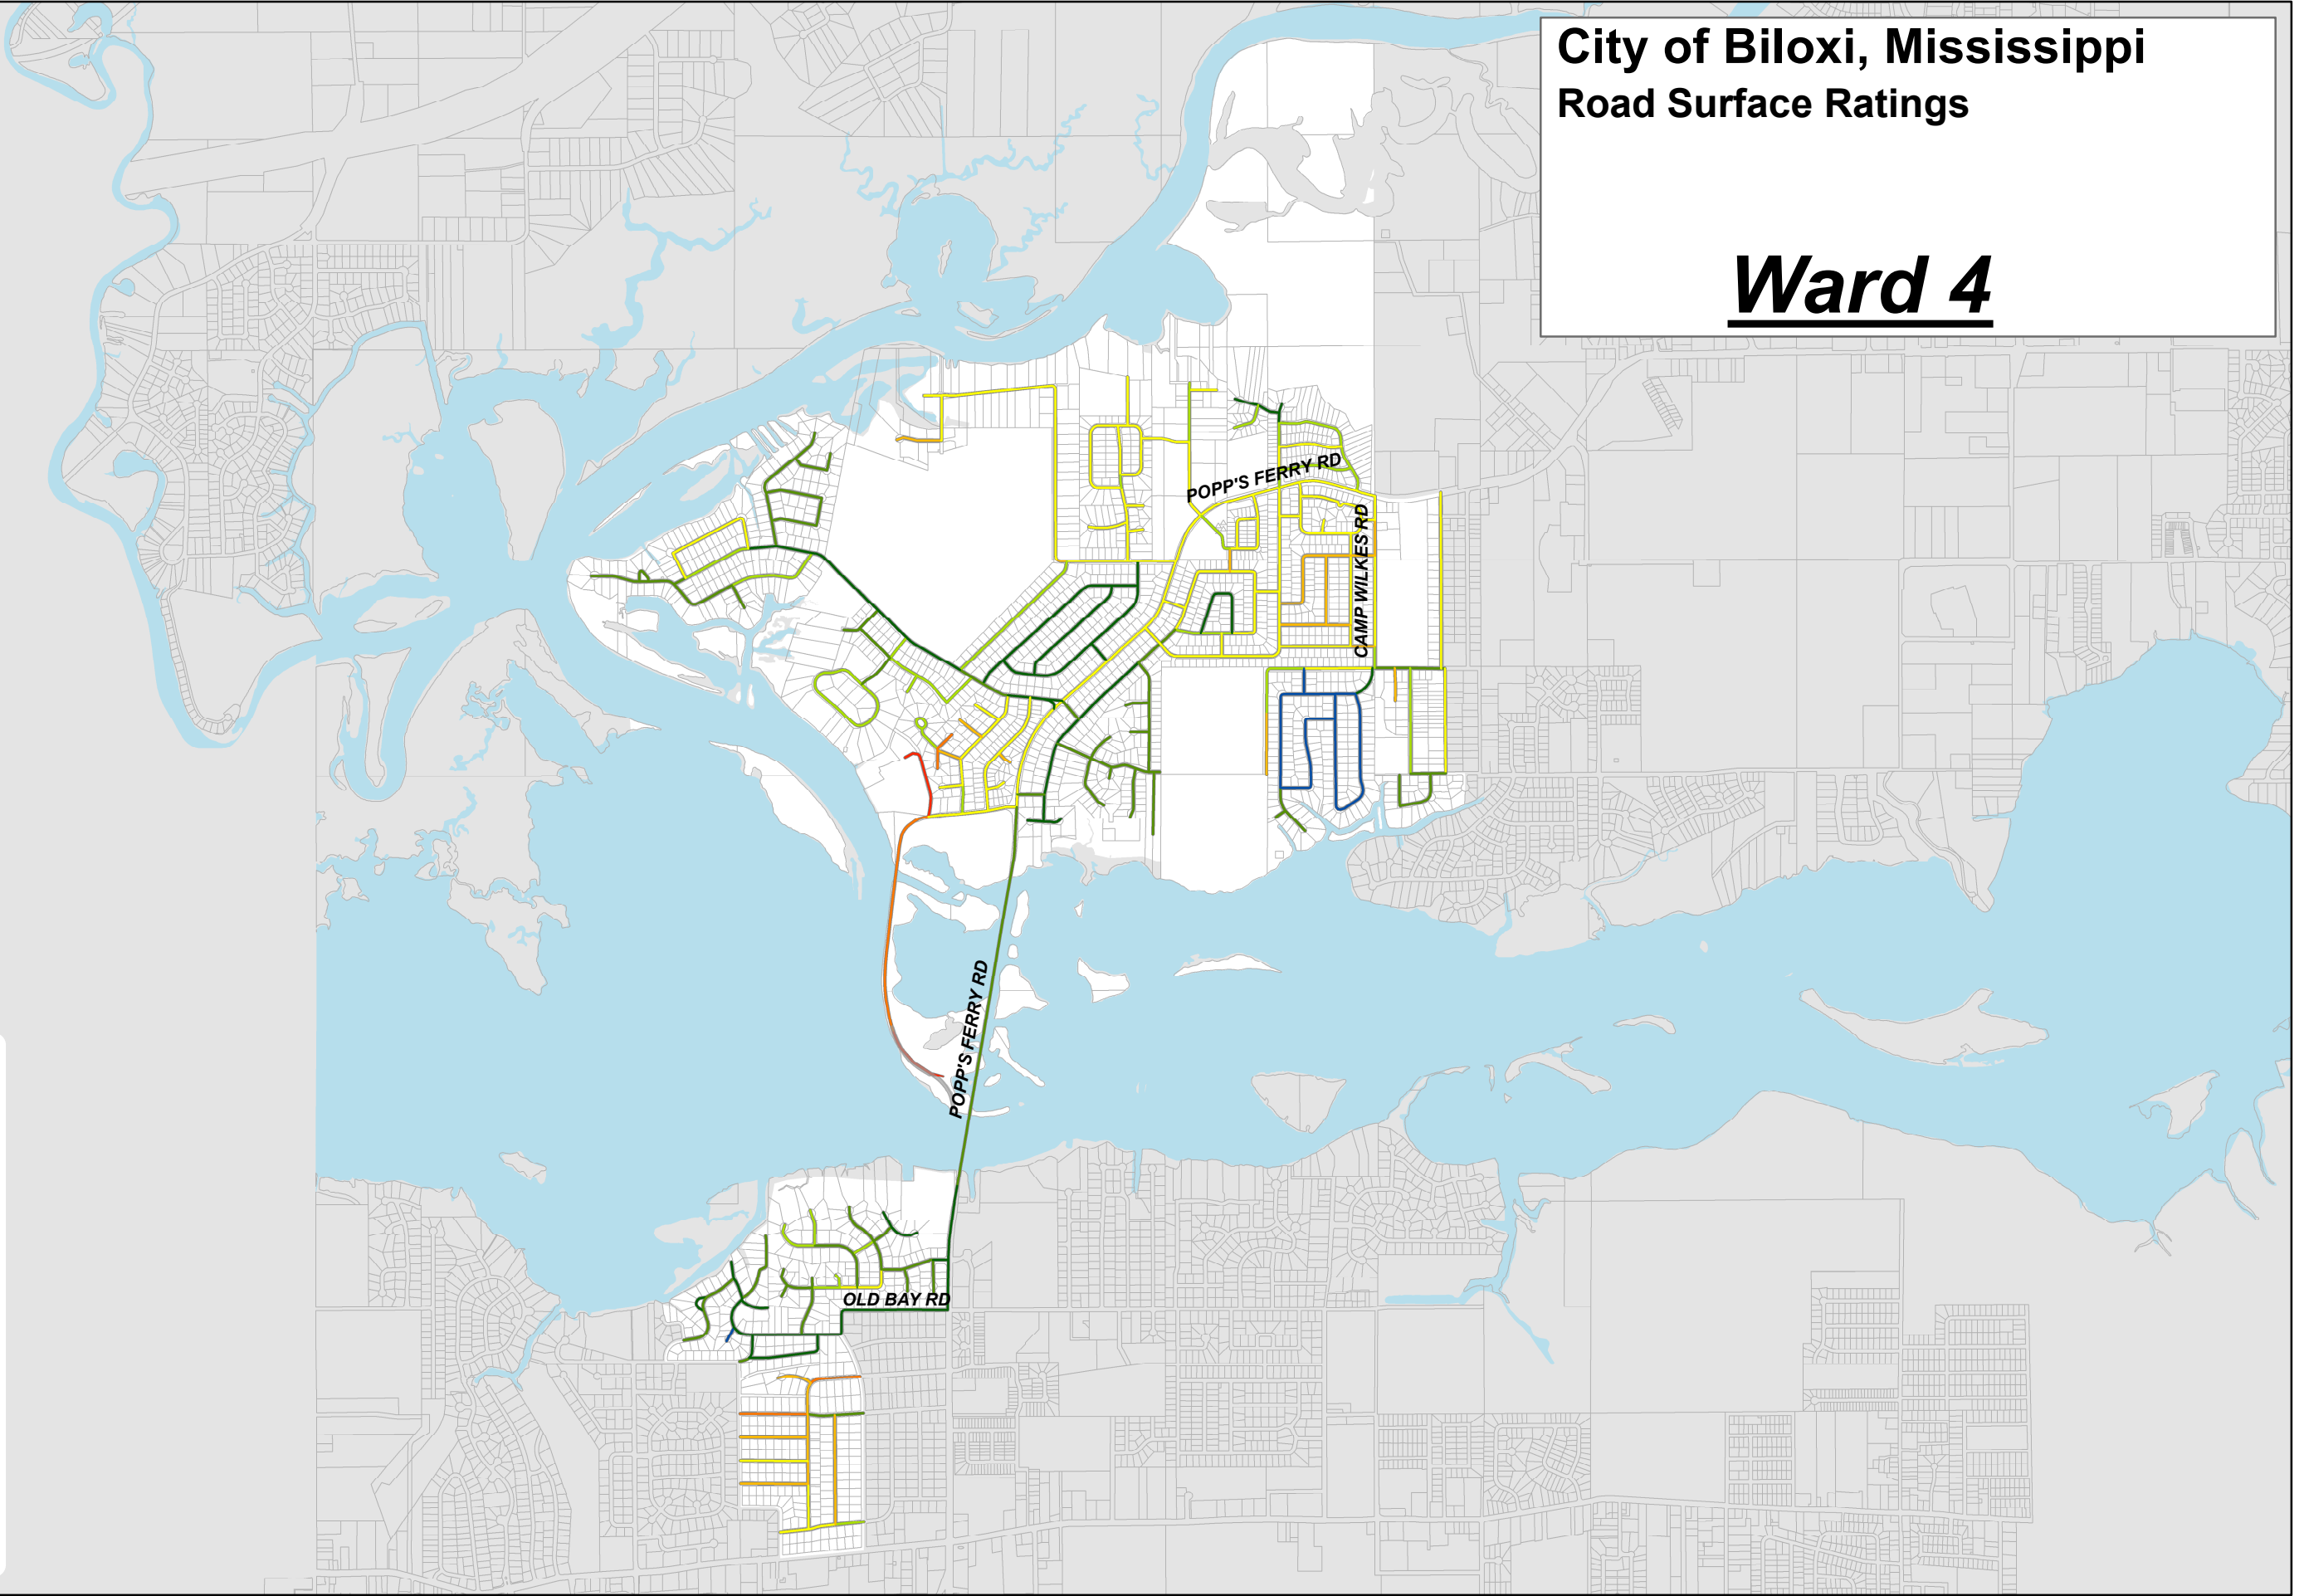 City of Biloxi, Mississippi
Road Surface Ratings
Ward 4
POPP'S FERRY RD
CAMP WILKES RD
POPP'S FERRY RD
OLD BAY RD